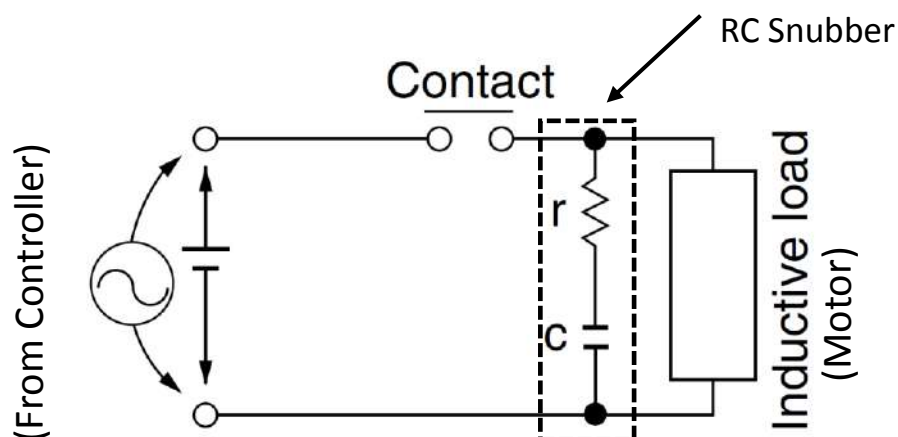 RC Snubber
Contact
(From Controller)
r
c
Inductive load
(Motor)